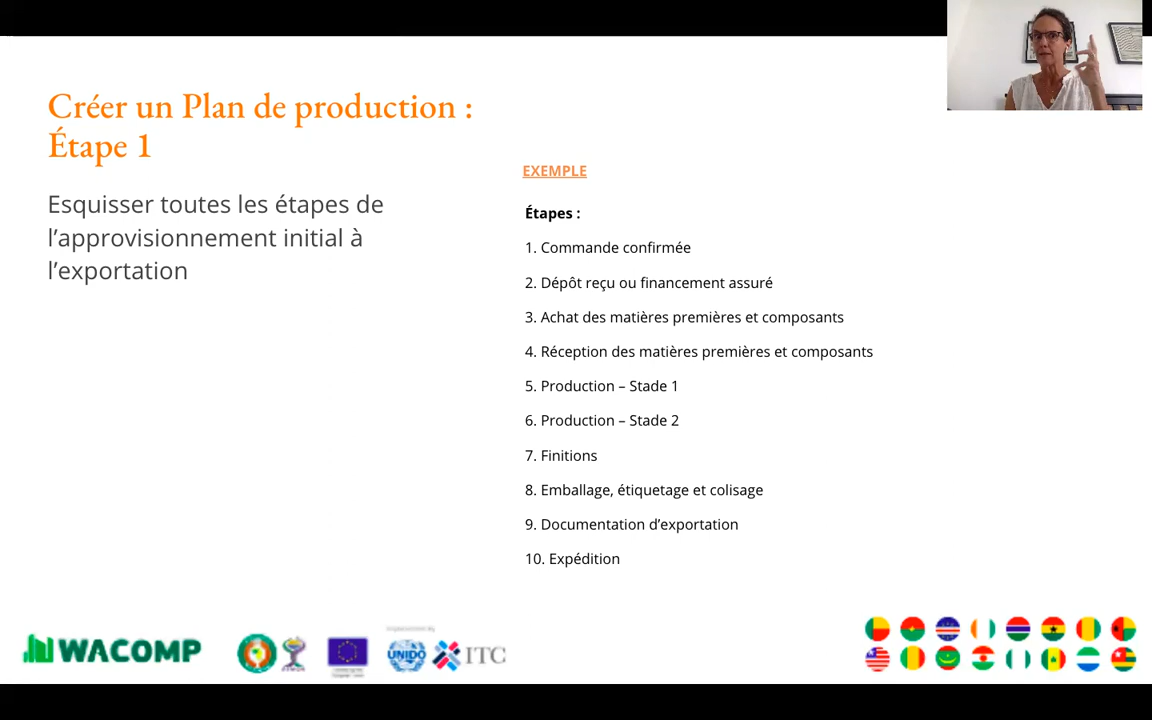 Créer un Plan de production :
Étape 1
Esquisser toutes les étapes de
l’approvisionnement initial à
l’exportation
EXEMPLE
Étapes :
1. Commande confirmée
2. Dépôt reçu ou financement assuré
3. Achat des matières premières et composants
4. Réception des matières premières et composants
5. Production – Stade 1
6. Production – Stade 2
7. Finitions
8. Emballage, étiquetage et colisage
9. Documentation d’exportation
10. Expédition
WACOMP
UNIDO
ITC